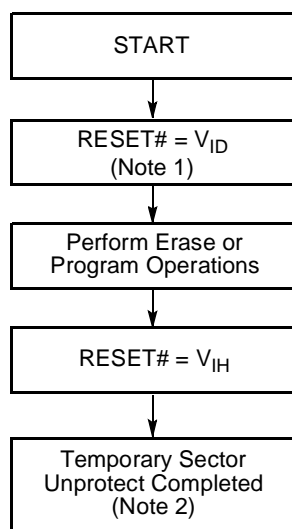 START
RESET# = VID
(Note 1)
Perform Erase or
Program Operations
RESET# = VIH
Temporary Sector
Unprotect Completed
(Note 2)